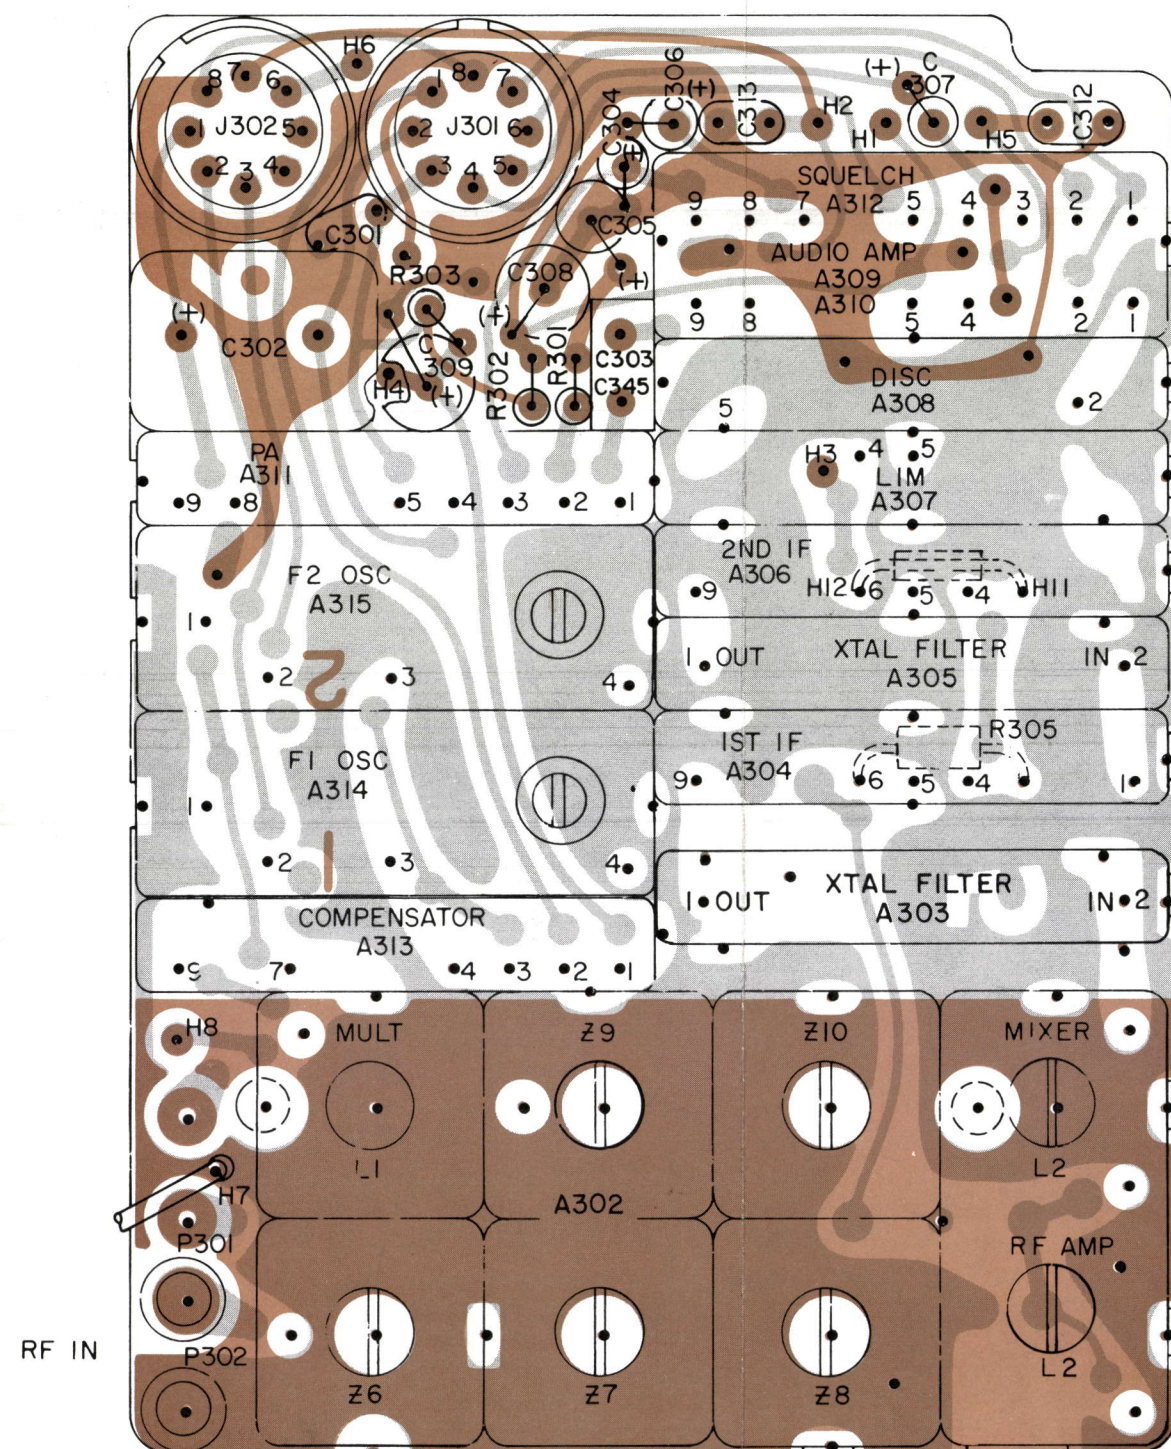 H6
8 7 6
1 J302 5
2 3 4
1 8 7
2 J301 6
3 4 5
C304
C306
(+)
C313
H2
(+)
C
307
H1
H5
C312
(+)
C305
(+)
C301
R303
C308
(+)
(+)
C302
C
309
(+)
H4
R302
R301
C303
C345
SQUELCH
A312
9 8 7 5 4 3 2 1
AUDIO AMP
A309
A310
9 8 5 4 2 1
DISC
A308
5
2
PA
A311
9 8 5 4 3 2 1
H3
4 5
LIM
A307
F2 OSC
A315
1
2
2 3 4
2ND IF
A306
9 H12 6 5 4 H11
1 OUT
XTAL FILTER
A305
IN 2
F1 OSC
A314
1
1
2 3 4
1ST IF
A304
R305
9 6 5 4 1
COMPENSATOR
A313
9 7 4 3 2 1
1 OUT
XTAL FILTER
A303
IN 2
H8
MULT
Z9
Z10
MIXER
L1
L2
H7
A302
P301
RF AMP
RF IN
P302
L2
Z6
Z7
Z8